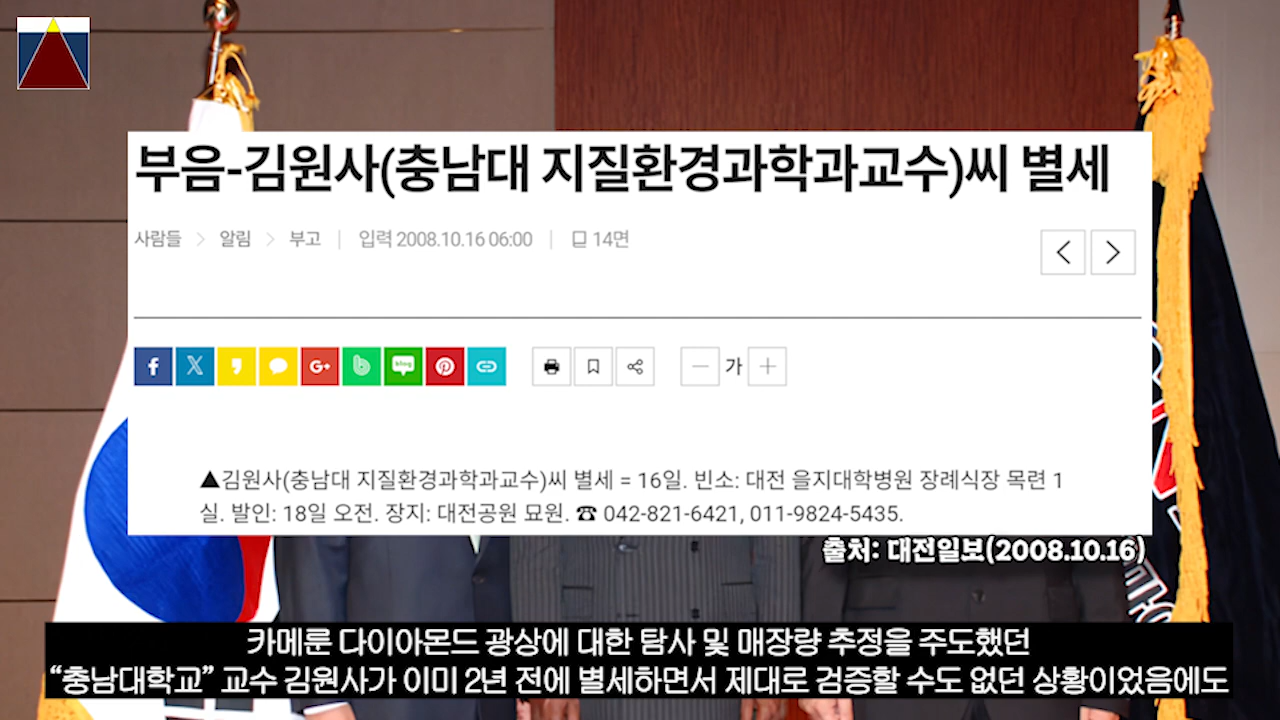 부음-김원사(충남대 지질환경과학과교수)씨 별세
사람들 > 알림 > 부고 | 입력 2008.10.16 06:00 | 14면
blog
가
▲김원사(충남대 지질환경과학과교수)씨 별세 = 16일. 빈소: 대전 을지대학병원 장례식장 목련 1
실. 발인: 18일 오전. 장지: 대전공원 묘원. ☎ 042-821-6421, 011-9824-5435.
출처: 대전일보(2008.10.16)
카메룬 다이아몬드 광상에 대한 탐사 및 매장량 추정을 주도했던
“충남대학교” 교수 김원사가 이미 2년 전에 별세하면서 제대로 검증할 수도 없던 상황이었음에도